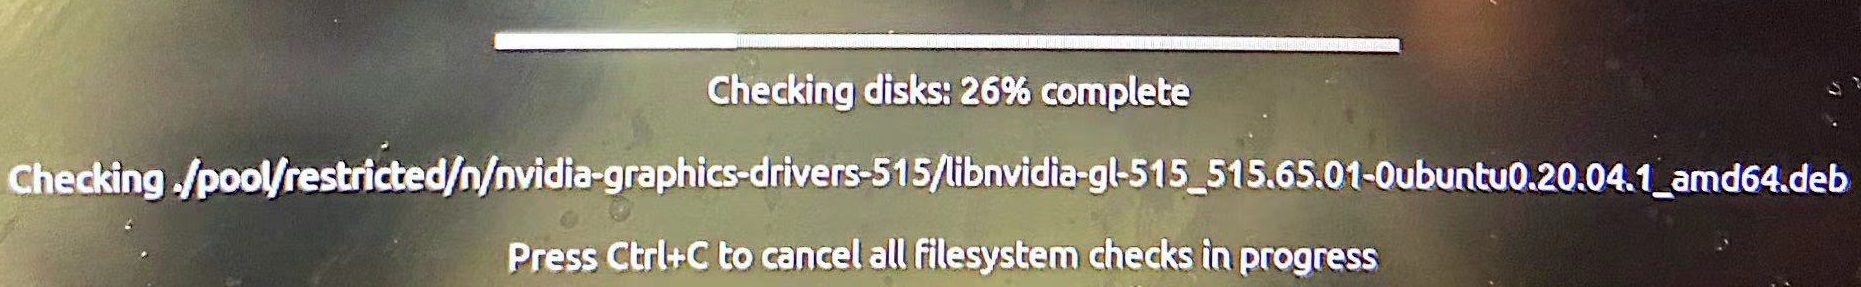 Checking disks: 26% complete
Checking ./pool/restricted/n/nvidia-graphics-drivers-515/libnvidia-gl-515_515.65.01-0ubuntu0.20.04.1_amd64.deb
Press Ctrl+C to cancel all filesystem checks in progress